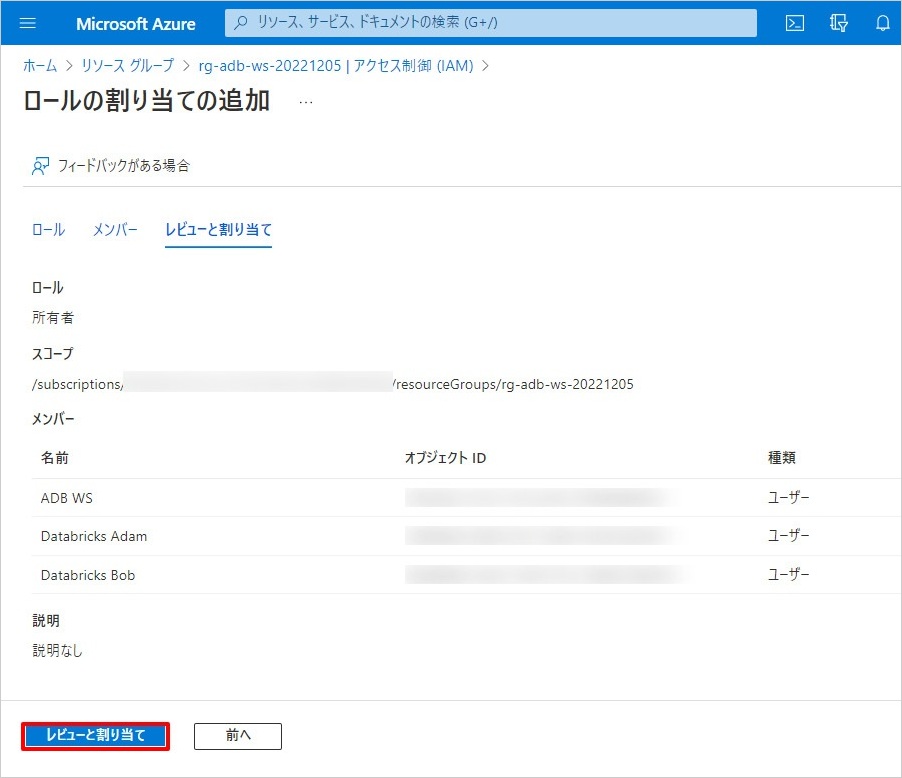 Microsoft Azure
リソース、サービス、ドキュメントの検索 (G+/)
ホーム > リソース グループ > rg-adb-ws-20221205 | アクセス制御 (IAM) >
ロールの割り当ての追加 …
フィードバックがある場合
ロール メンバー レビューと割り当て
ロール
所有者
スコープ
/subscriptions/ /resourceGroups/rg-adb-ws-20221205
メンバー
名前 オブジェクト ID 種類
ADB WS ユーザー
Databricks Adam ユーザー
Databricks Bob ユーザー
説明
説明なし
レビューと割り当て 前へ